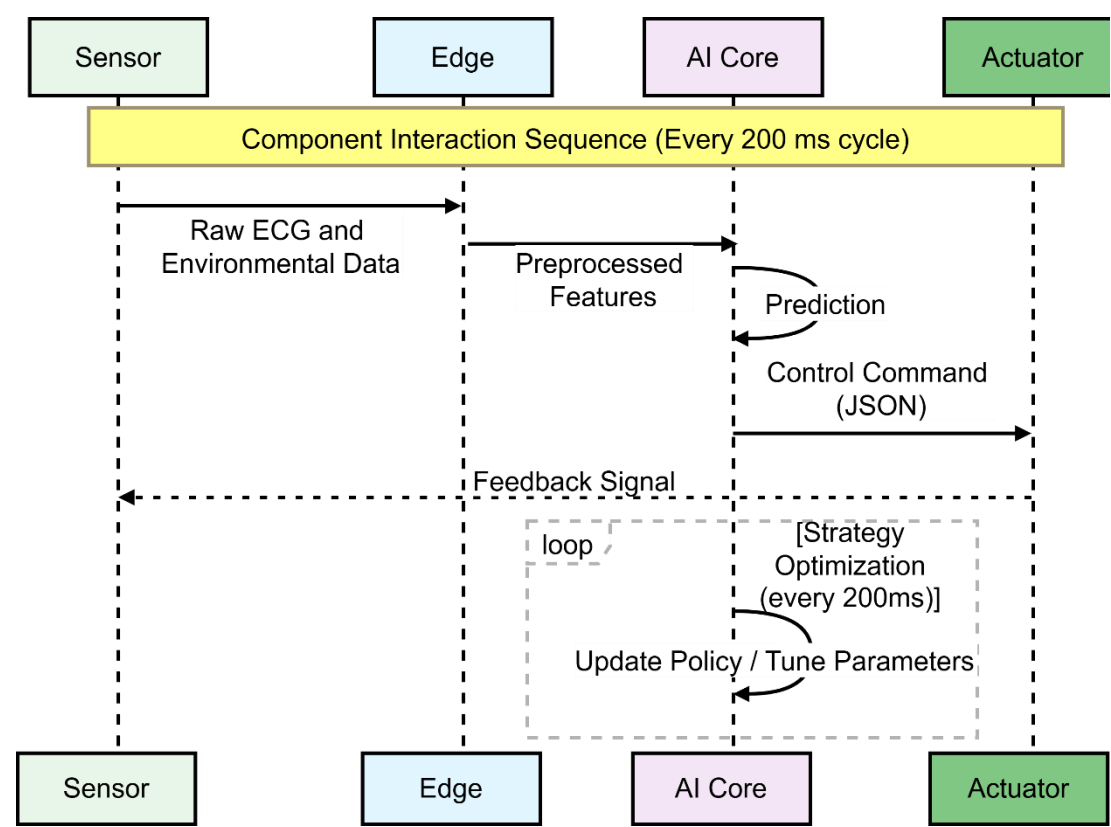 Sensor
Edge
AI Core
Actuator
Component Interaction Sequence (Every 200 ms cycle)
Raw ECG and
Environmental Data
Preprocessed
Features
Prediction
Control Command
(JSON)
Feedback Signal
loop
[Strategy
Optimization
(every 200ms)]
Update Policy / Tune Parameters
Sensor
Edge
AI Core
Actuator